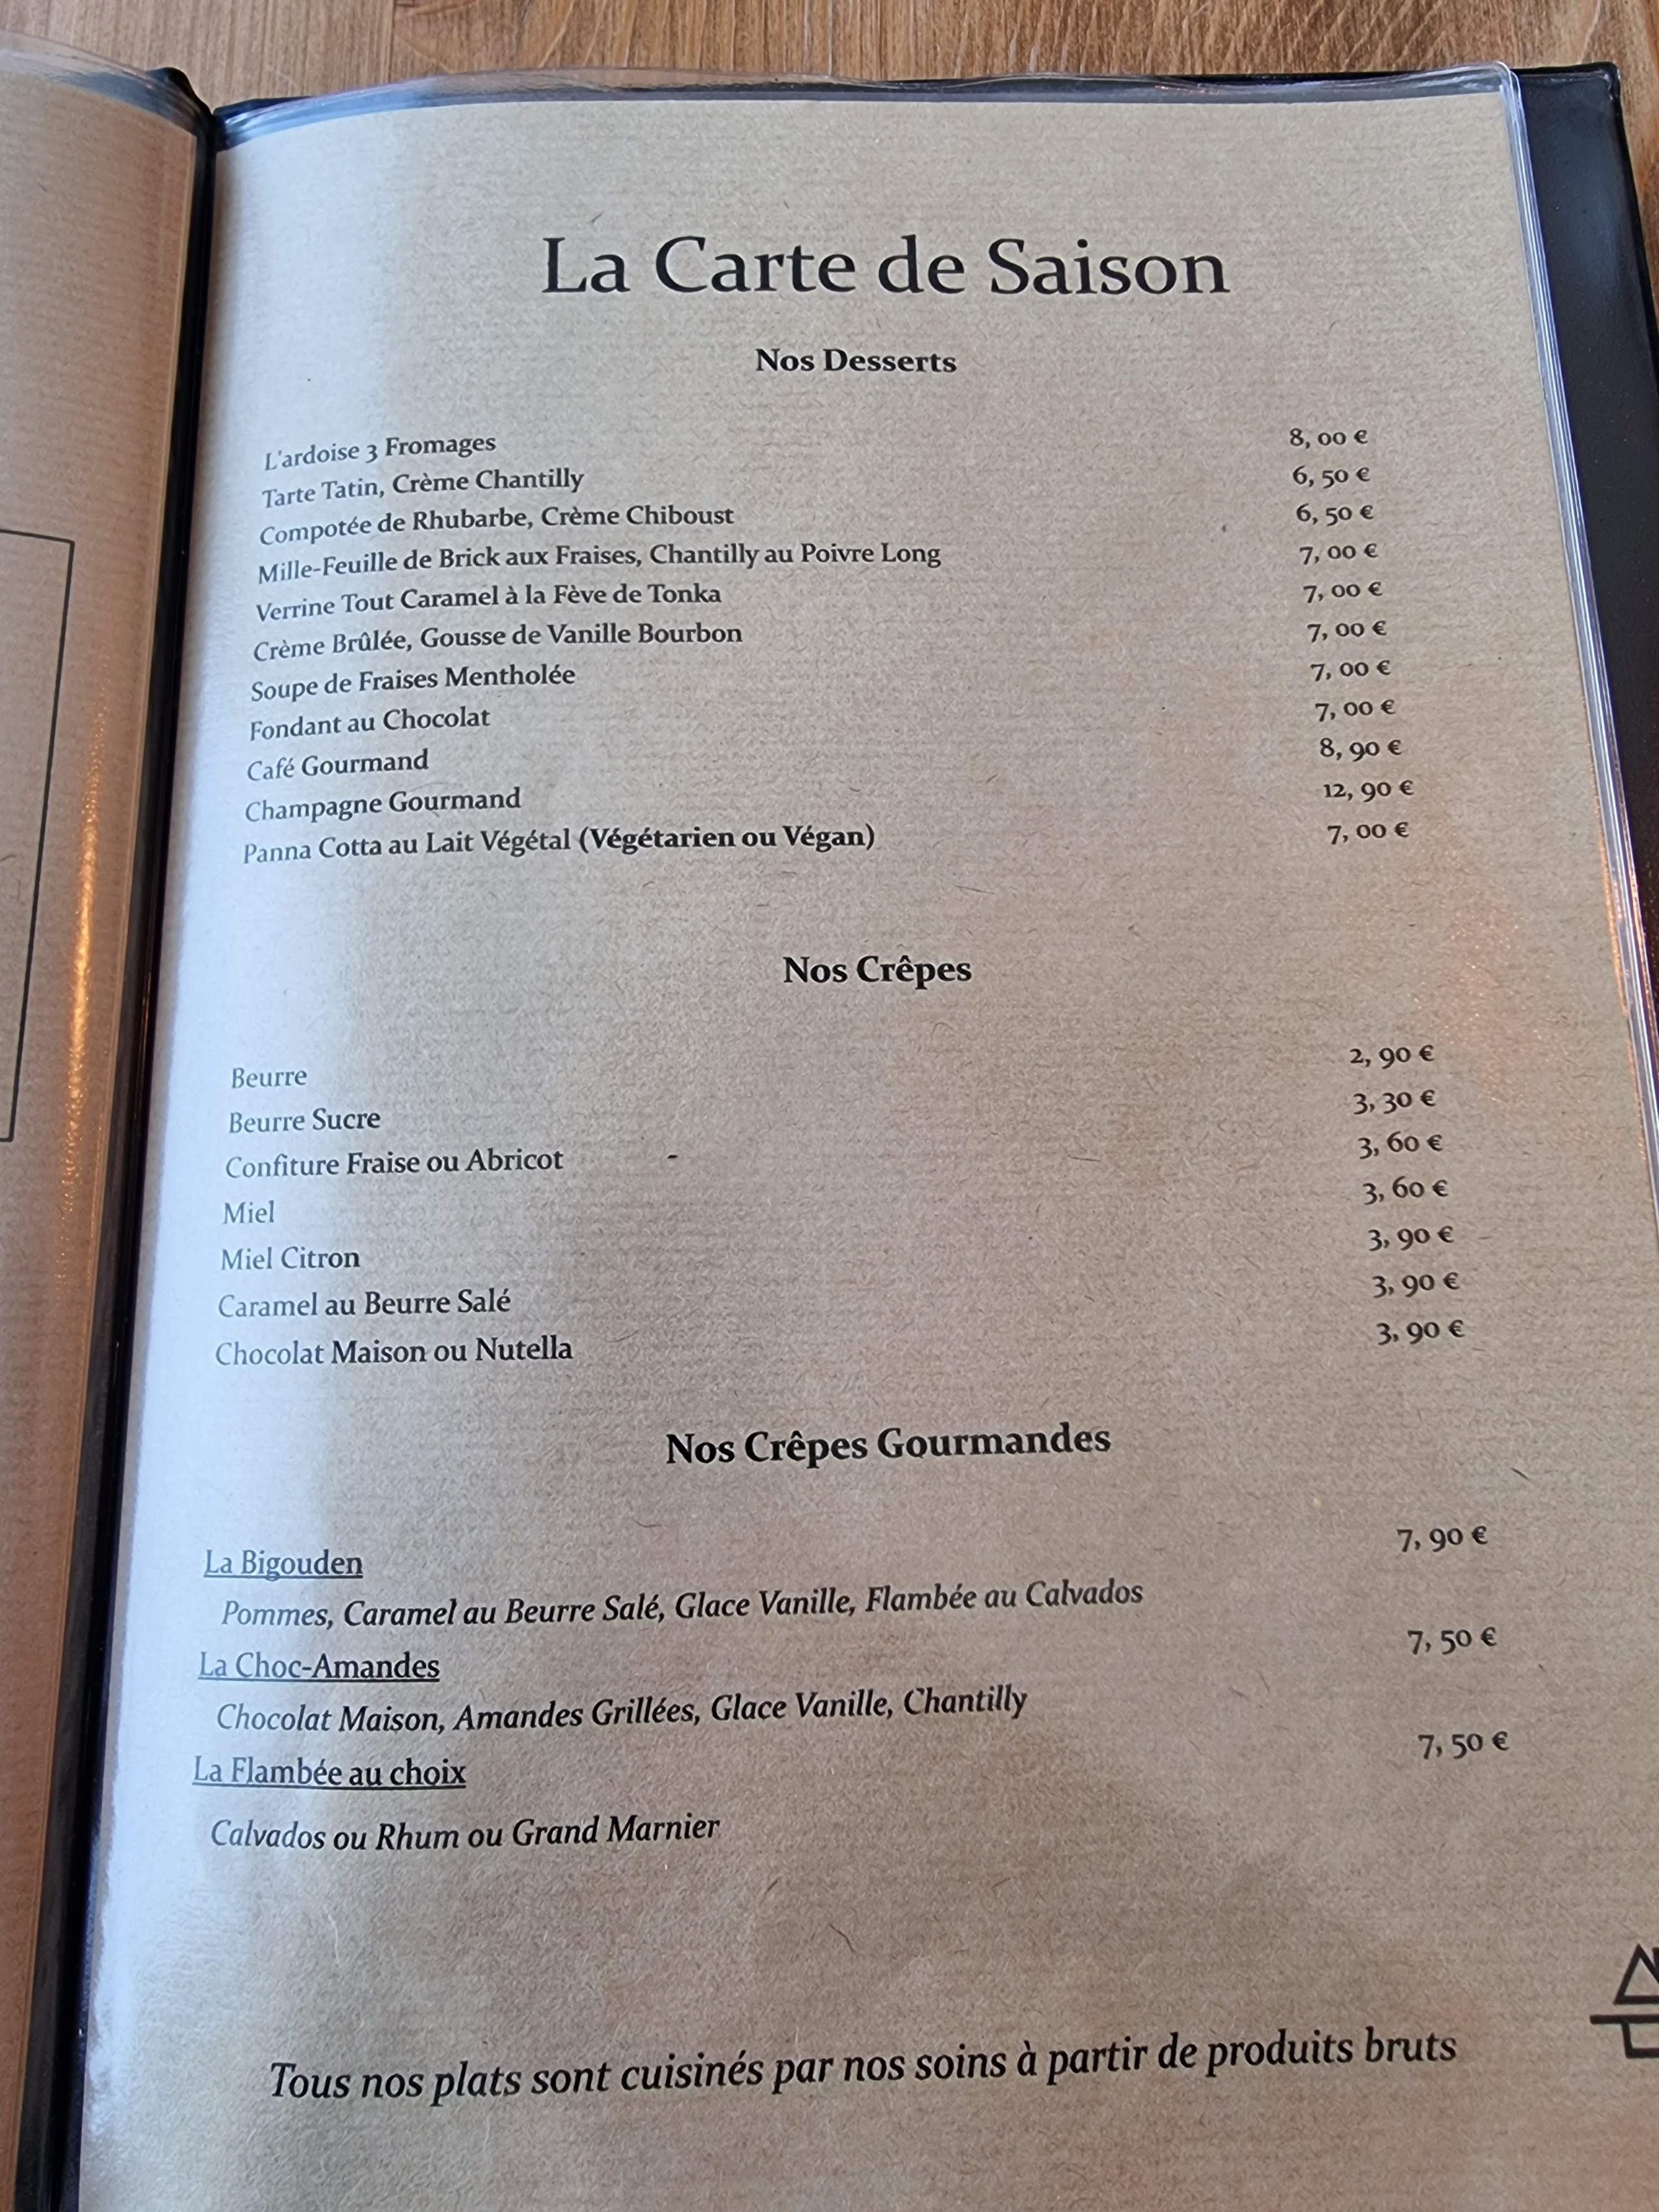 La Carte de Saison
Nos Desserts
L'ardoise 3 Fromages 8, 00 €
Tarte Tatin, Crème Chantilly 6, 50 €
Compotée de Rhubarbe, Crème Chiboust 6, 50 €
Mille-Feuille de Brick aux Fraises, Chantilly au Poivre Long 7, 00 €
Verrine Tout Caramel à la Fève de Tonka 7, 00 €
Crème Brûlée, Gousse de Vanille Bourbon 7, 00 €
Soupe de Fraises Mentholée 7, 00 €
Fondant au Chocolat 7, 00 €
Café Gourmand 8, 90 €
Champagne Gourmand 12, 90 €
Panna Cotta au Lait Végétal (Végétarien ou Végan) 7, 00 €
Nos Crêpes
Beurre 2, 90 €
Beurre Sucre 3, 30 €
Confiture Fraise ou Abricot 3, 60 €
Miel 3, 60 €
Miel Citron 3, 90 €
Caramel au Beurre Salé 3, 90 €
Chocolat Maison ou Nutella 3, 90 €
Nos Crêpes Gourmandes
La Bigouden 7, 90 €
Pommes, Caramel au Beurre Salé, Glace Vanille, Flambée au Calvados
La Choc-Amandes 7, 50 €
Chocolat Maison, Amandes Grillées, Glace Vanille, Chantilly
La Flambée au choix 7, 50 €
Calvados ou Rhum ou Grand Marnier
Tous nos plats sont cuisinés par nos soins à partir de produits bruts